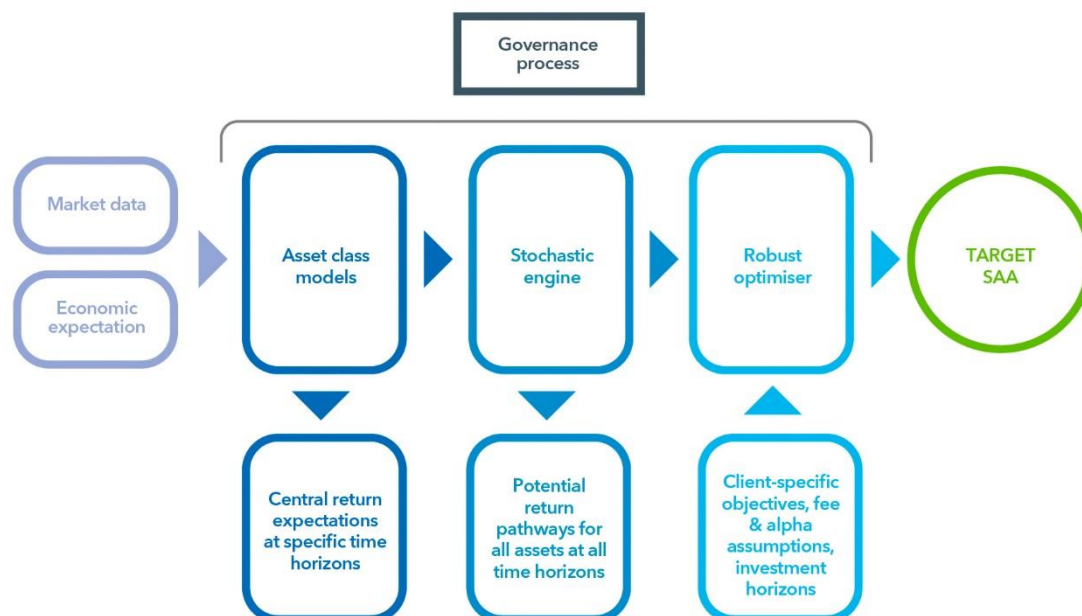 Governance
process
Market data
Economic
expectation
Asset class
models
Stochastic
engine
Robust
optimiser
TARGET
SAA
Central return
expectations
at specific time
horizons
Potential
return
pathways for
all assets at all
time horizons
Client-specific
objectives, fee
& alpha
assumptions,
investment
horizons